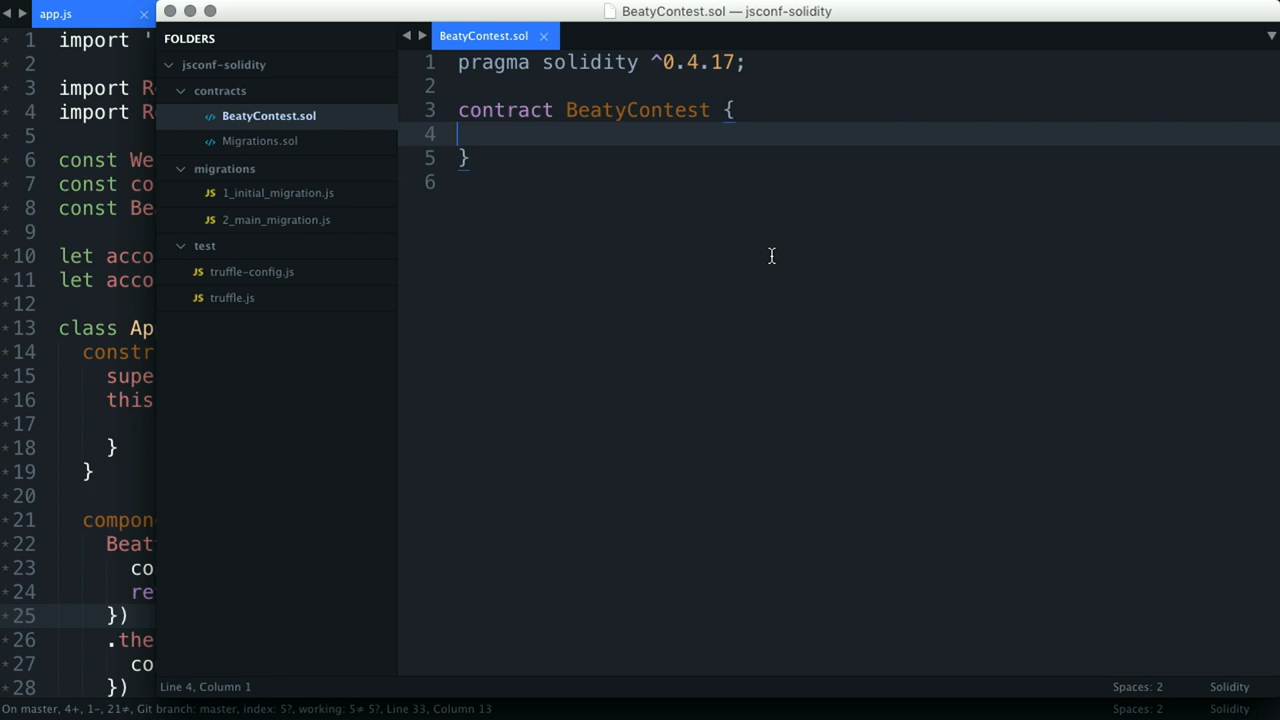 app.js
BeatyContest.sol — jsconf-solidity
FOLDERS
jsconf-solidity
contracts
BeatyContest.sol
Migrations.sol
migrations
JS 1_initial_migration.js
JS 2_main_migration.js
test
JS truffle-config.js
JS truffle.js
BeatyContest.sol
1 pragma solidity ^0.4.17;
2
3 contract BeatyContest {
4
5 }
6
1 import '
2
3 import R
4 import R
5
6 const We
7 const co
8 const Be
9
10 let acco
11 let acco
12
13 class Ap
14 constr
15 supe
16 this
17
18 }
19 }
20
21 compon
22 Beat
23 co
24 re
25 })
26 .the
27 co
28 })
Line 4, Column 1
Spaces: 2
Solidity
On master, 4+, 1-, 21≠, Git branch: master, index: 5?, working: 5≠ 5?, Line 33, Column 13
Spaces: 2
Solidity